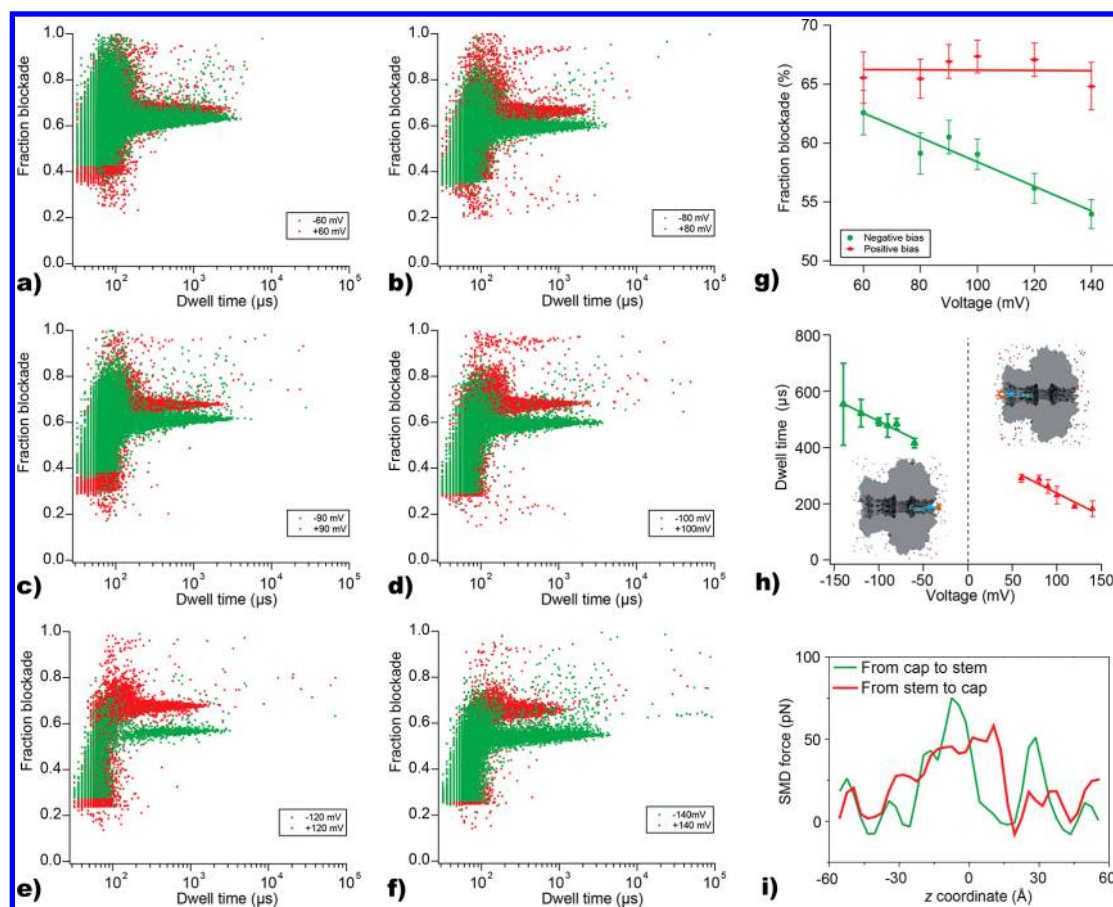 1.0
0.8
0.6
0.4
0.2
0.0
Fraction blockade
10² 10³ 10⁴ 10⁵
Dwell time (µs)
-60 mV
+60 mV
a)
1.0
0.8
0.6
0.4
0.2
0.0
Fraction blockade
10² 10³ 10⁴ 10⁵
Dwell time (µs)
-80 mV
+80 mV
b)
70
65
60
55
50
Fraction blockade (%)
60 80 100 120 140
Voltage (mV)
Negative bias
Positive bias
g)
1.0
0.8
0.6
0.4
0.2
0.0
Fraction blockade
10² 10³ 10⁴ 10⁵
Dwell time (µs)
-90 mV
+90 mV
c)
1.0
0.8
0.6
0.4
0.2
0.0
Fraction blockade
10² 10³ 10⁴ 10⁵
Dwell time (µs)
-100 mV
+100mV
d)
800
600
400
200
0
Dwell time (µs)
-150 -100 -50 0 50 100 150
Voltage (mV)
h)
1.0
0.8
0.6
0.4
0.2
0.0
Fraction blockade
10² 10³ 10⁴ 10⁵
Dwell time (µs)
-120 mV
+120 mV
e)
1.0
0.8
0.6
0.4
0.2
0.0
Fraction blockade
10² 10³ 10⁴ 10⁵
Dwell time (µs)
-140mV
+140 mV
f)
100
50
0
SMD force (pN)
From cap to stem
From stem to cap
-60 -30 0 30 60
z coordinate (Å)
i)